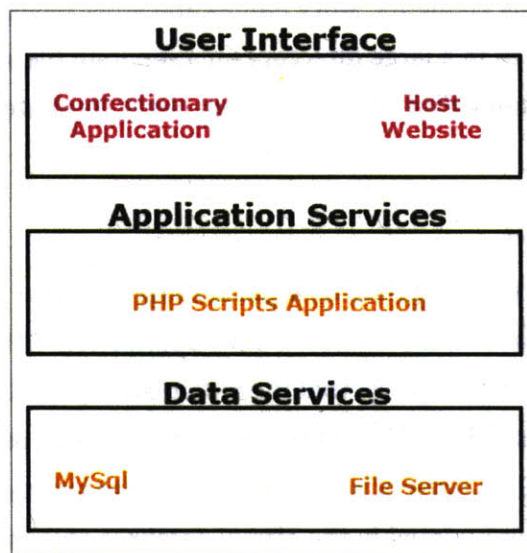 User Interface
Confectionary
Application
Host
Website
Application Services
PHP Scripts Application
Data Services
MySql
File Server